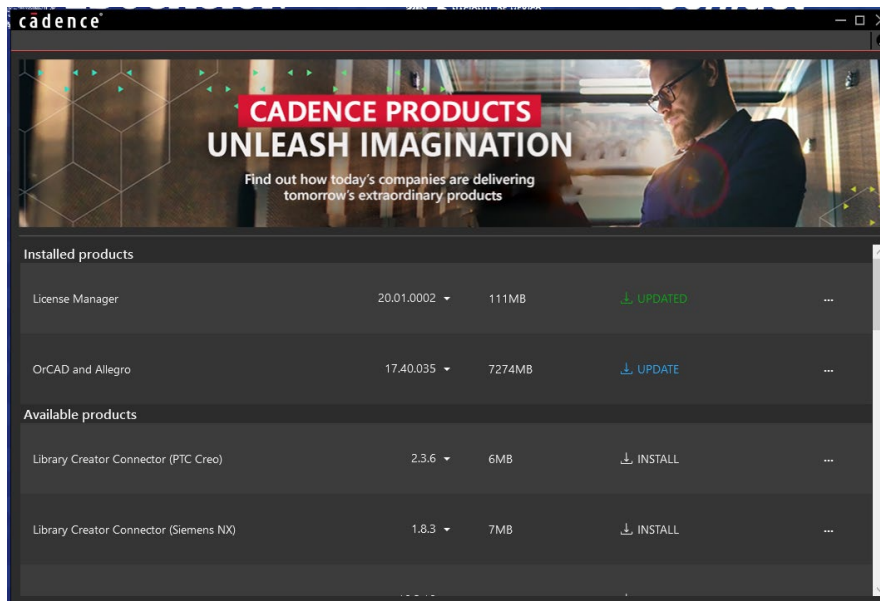 cādence®
CADENCE PRODUCTS
UNLEASH IMAGINATION
Find out how today's companies are delivering
tomorrow's extraordinary products
Installed products
License Manager 20.01.0002 111MB UPDATED ...
OrCAD and Allegro 17.40.035 7274MB UPDATE ...
Available products
Library Creator Connector (PTC Creo) 2.3.6 6MB INSTALL ...
Library Creator Connector (Siemens NX) 1.8.3 7MB INSTALL ...